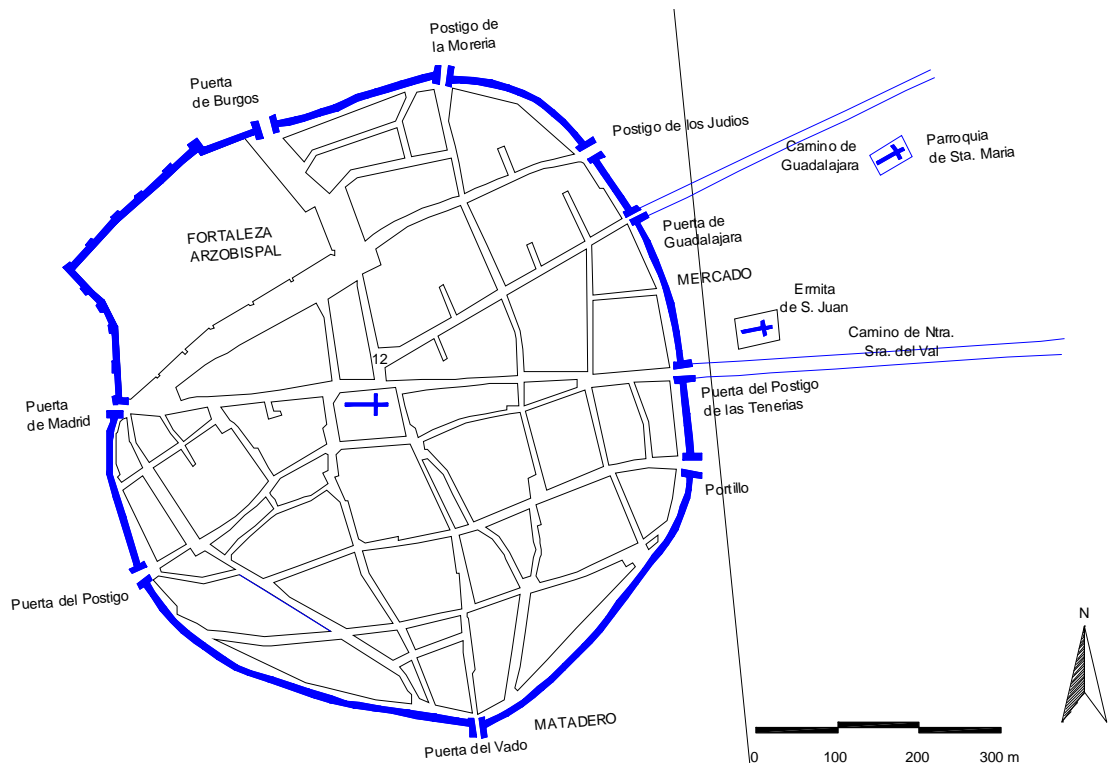 Postigo de
la Moreria
Puerta
de Burgos
Postigo de los Judios
Camino de
Guadalajara
Parroquia
de Sta. Maria
Puerta de
Guadalajara
FORTALEZA
ARZOBISPAL
MERCADO
Ermita
de S. Juan
Camino de Ntra.
Sra. del Val
12
Puerta
de Madrid
Puerta del Postigo
de las Tenerias
Portillo
Puerta del Postigo
N
MATADERO
Puerta del Vado
0 100 200 300 m